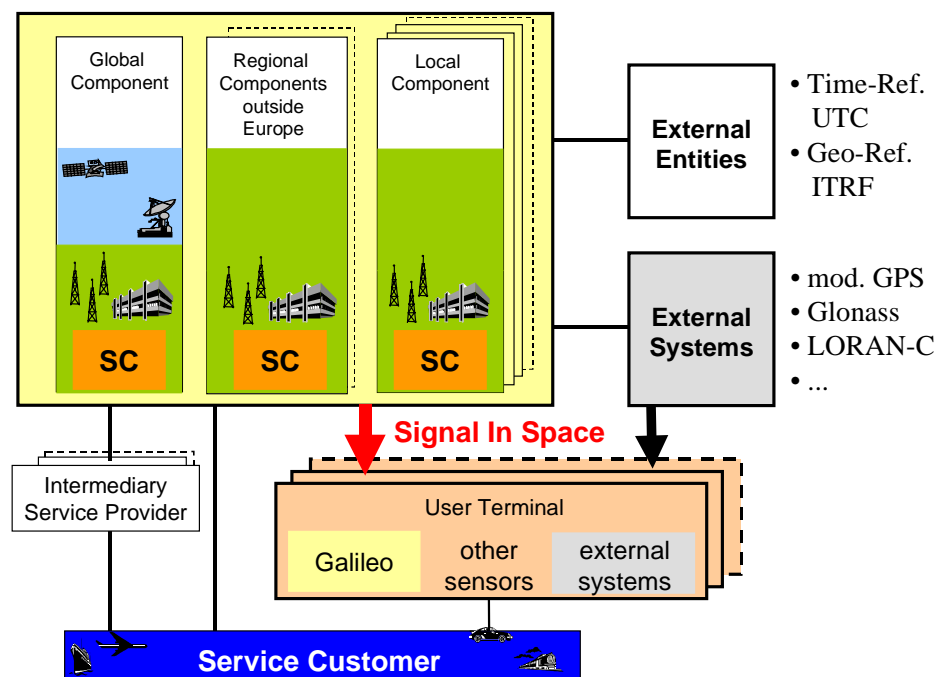 Global
Component
Regional
Components
outside
Europe
Local
Component
SC
SC
SC
External
Entities
• Time-Ref.
UTC
• Geo-Ref.
ITRF
External
Systems
• mod. GPS
• Glonass
• LORAN-C
• ...
Signal In Space
Intermediary
Service Provider
User Terminal
Galileo
other
sensors
external
systems
Service Customer